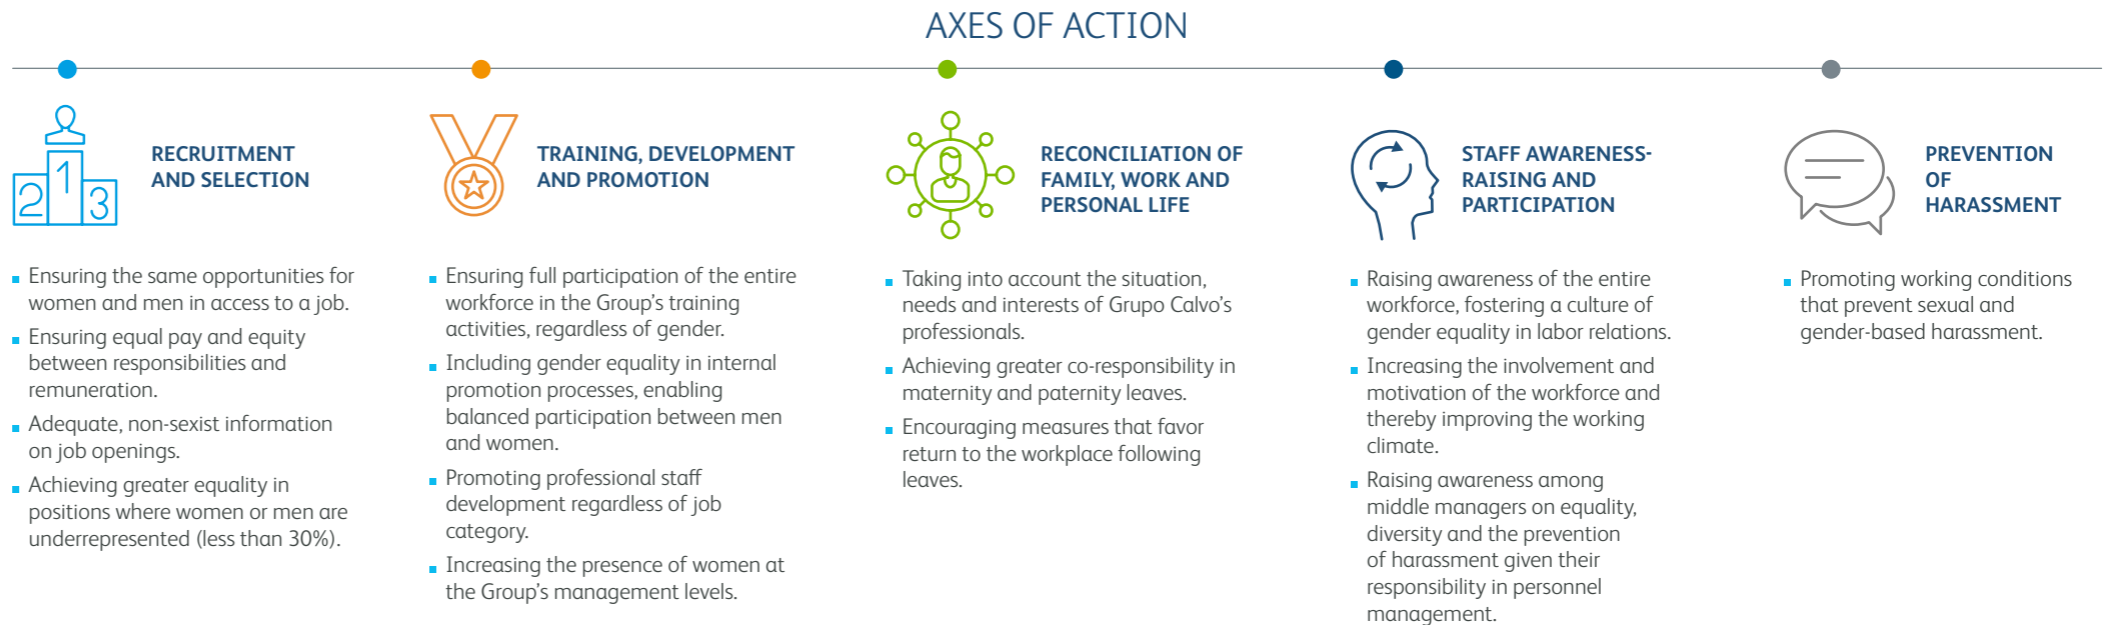 AXES OF ACTION
2 1 3
RECRUITMENT
AND SELECTION
Ensuring the same opportunities for
women and men in access to a job.
Ensuring equal pay and equity
between responsibilities and
remuneration.
Adequate, non-sexist information
on job openings.
Achieving greater equality in
positions where women or men are
underrepresented (less than 30%).
TRAINING, DEVELOPMENT
AND PROMOTION
Ensuring full participation of the entire
workforce in the Group’s training
activities, regardless of gender.
Including gender equality in internal
promotion processes, enabling
balanced participation between men
and women.
Promoting professional staff
development regardless of job
category.
Increasing the presence of women at
the Group’s management levels.
RECONCILIATION OF
FAMILY, WORK AND
PERSONAL LIFE
Taking into account the situation,
needs and interests of Grupo Calvo’s
professionals.
Achieving greater co-responsibility in
maternity and paternity leaves.
Encouraging measures that favor
return to the workplace following
leaves.
STAFF AWARENESS-
RAISING AND
PARTICIPATION
Raising awareness of the entire
workforce, fostering a culture of
gender equality in labor relations.
Increasing the involvement and
motivation of the workforce and
thereby improving the working
climate.
Raising awareness among
middle managers on equality,
diversity and the prevention
of harassment given their
responsibility in personnel
management.
PREVENTION
OF
HARASSMENT
Promoting working conditions
that prevent sexual and
gender-based harassment.